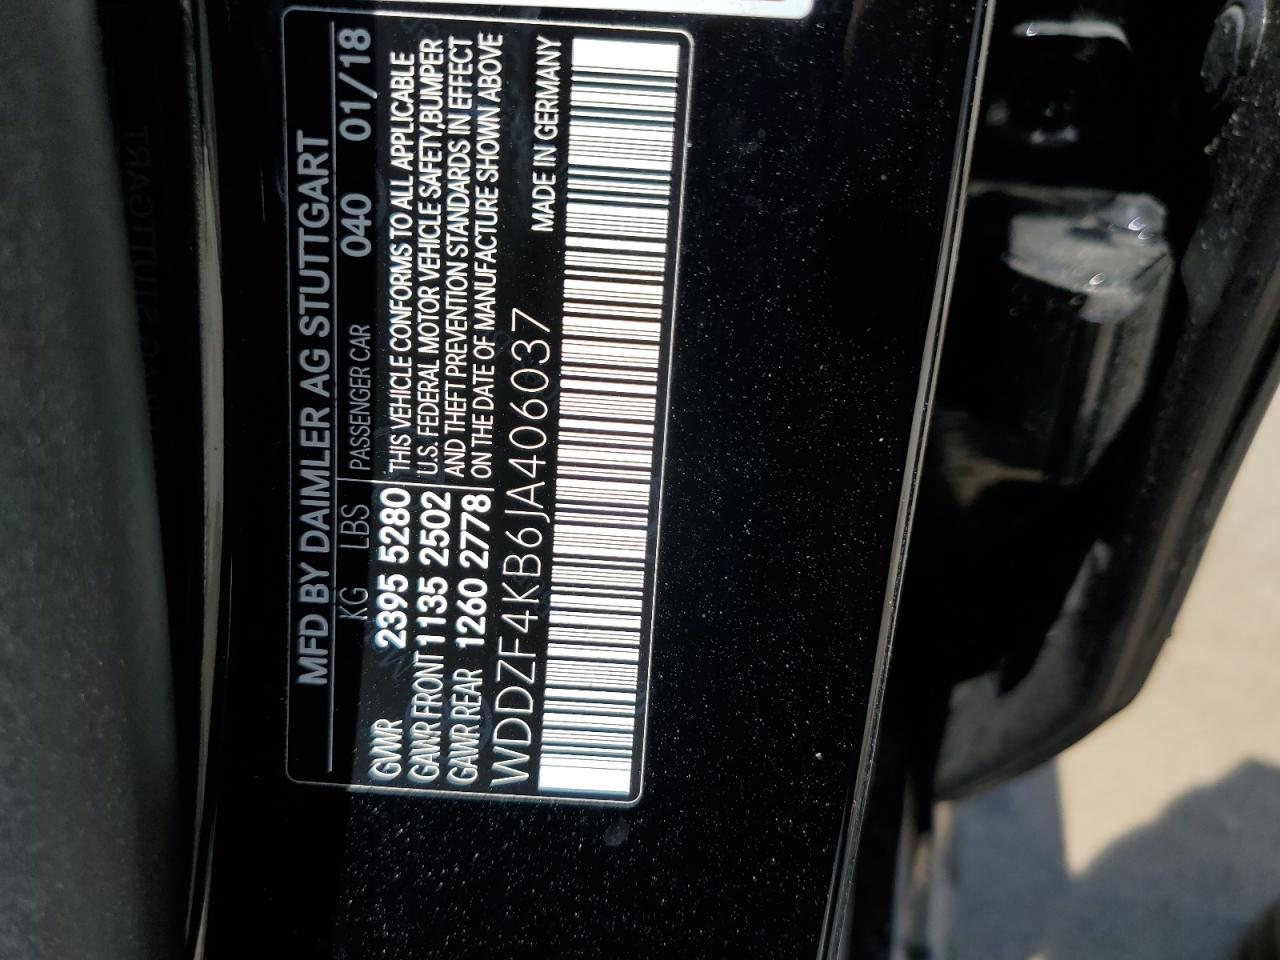 MFD BY DAIMLER AG STUTTGART
KG LBS PASSENGER CAR 040 01/18
GWR 2395 5280 THIS VEHICLE CONFORMS TO ALL APPLICABLE
GAWR FRONT 1135 2502 U.S. FEDERAL MOTOR VEHICLE SAFETY,BUMPER
GAWR REAR 1260 2778 AND THEFT PREVENTION STANDARDS IN EFFECT
ON THE DATE OF MANUFACTURE SHOWN ABOVE
WDDZF4KB6JA406037 MADE IN GERMANY